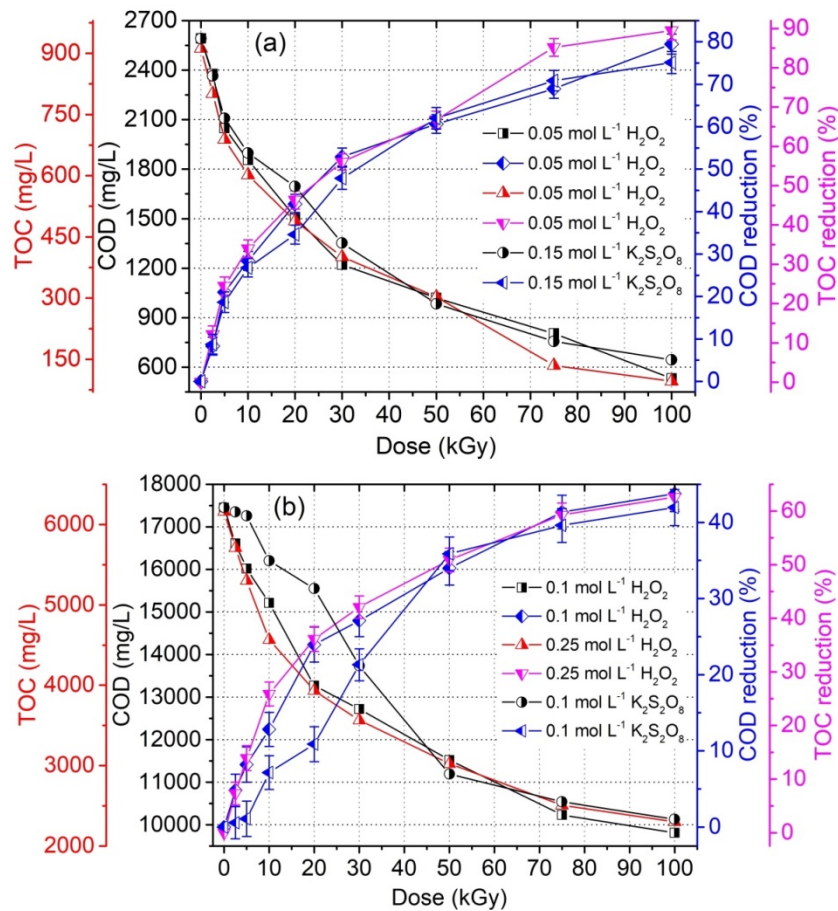 (a)
TOC (mg/L)
900
750
600
450
300
150
COD (mg/L)
2700
2600
2100
1800
1500
1200
900
600
0.05 mol L⁻¹ H₂O₂
0.05 mol L⁻¹ H₂O₂
0.05 mol L⁻¹ H₂O₂
0.05 mol L⁻¹ H₂O₂
0.15 mol L⁻¹ K₂S₂O₈
0.15 mol L⁻¹ K₂S₂O₈
80
70
60
50
40
30
20
10
0
COD reduction (%)
90
80
70
60
50
40
30
20
10
0
TOC reduction (%)
0 10 20 30 40 50 60 70 80 90 100
Dose (kGy)
(b)
TOC (mg/L)
6000
5000
4000
3000
2000
COD (mg/L)
18000
17000
16000
15000
14000
13000
12000
11000
10000
0.1 mol L⁻¹ H₂O₂
0.1 mol L⁻¹ H₂O₂
0.25 mol L⁻¹ H₂O₂
0.25 mol L⁻¹ H₂O₂
0.1 mol L⁻¹ K₂S₂O₈
0.1 mol L⁻¹ K₂S₂O₈
40
30
20
10
0
COD reduction (%)
60
50
40
30
20
10
0
TOC reduction (%)
0 10 20 30 40 50 60 70 80 90 100
Dose (kGy)